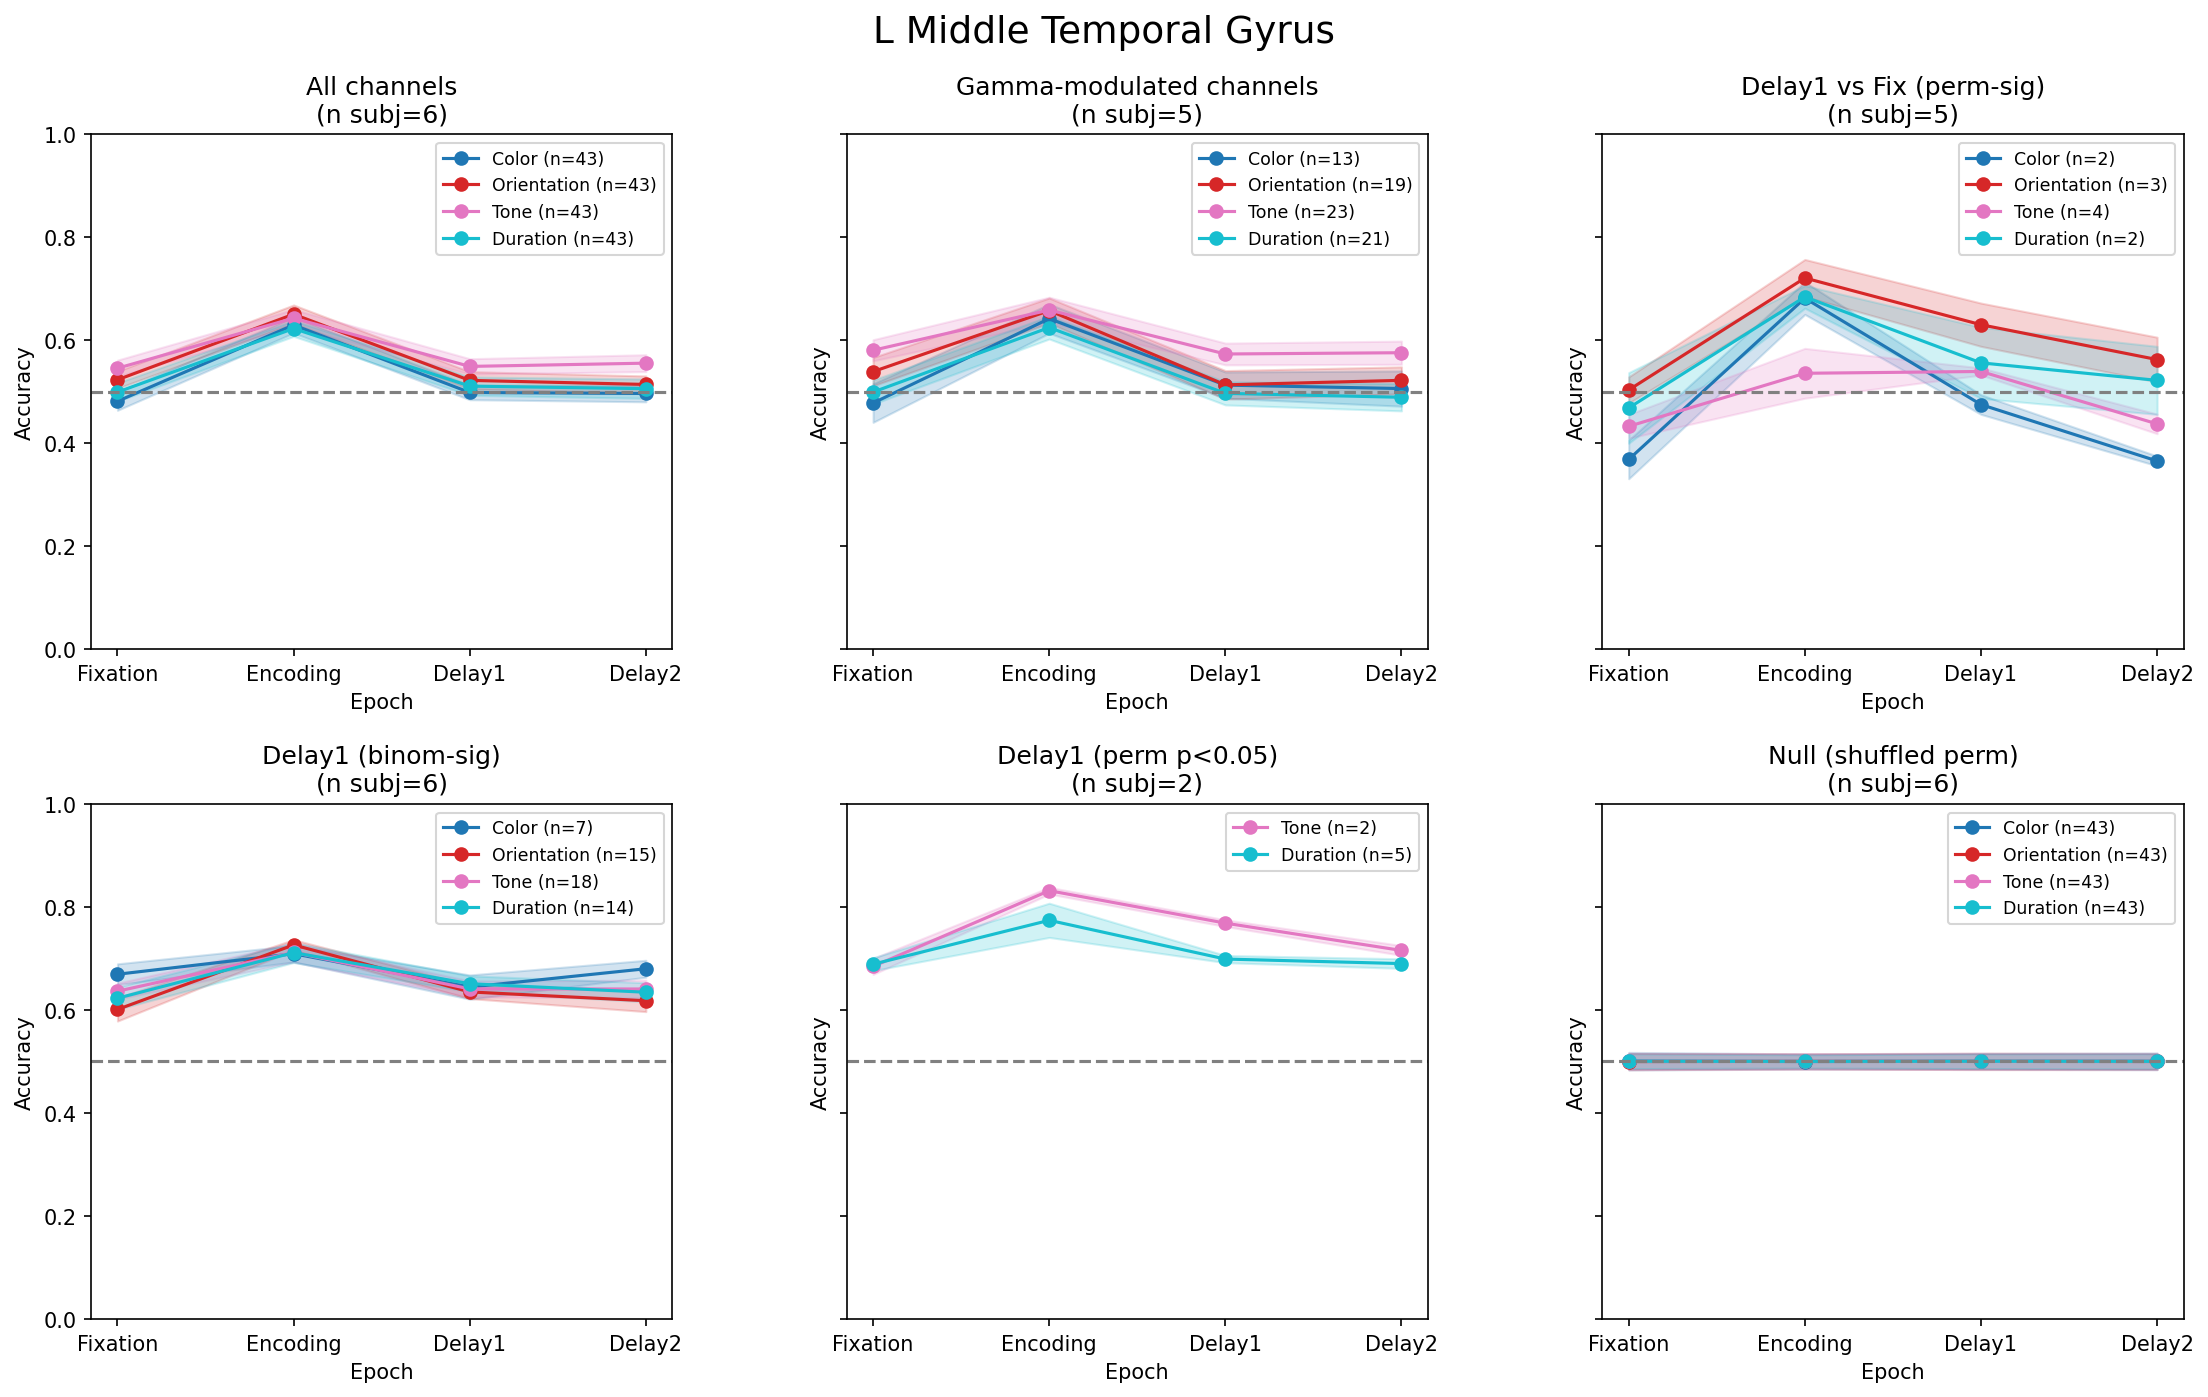 L Middle Temporal Gyrus
All channels
(n subj=6)
Accuracy
1.0
0.8
0.6
0.4
0.2
0.0
Color (n=43)
Orientation (n=43)
Tone (n=43)
Duration (n=43)
Fixation Encoding Delay1 Delay2
Epoch
Gamma-modulated channels
(n subj=5)
Accuracy
Color (n=13)
Orientation (n=19)
Tone (n=23)
Duration (n=21)
Fixation Encoding Delay1 Delay2
Epoch
Delay1 vs Fix (perm-sig)
(n subj=5)
Accuracy
Color (n=2)
Orientation (n=3)
Tone (n=4)
Duration (n=2)
Fixation Encoding Delay1 Delay2
Epoch
Delay1 (binom-sig)
(n subj=6)
Accuracy
1.0
0.8
0.6
0.4
0.2
0.0
Color (n=7)
Orientation (n=15)
Tone (n=18)
Duration (n=14)
Fixation Encoding Delay1 Delay2
Epoch
Delay1 (perm p<0.05)
(n subj=2)
Accuracy
Tone (n=2)
Duration (n=5)
Fixation Encoding Delay1 Delay2
Epoch
Null (shuffled perm)
(n subj=6)
Accuracy
Color (n=43)
Orientation (n=43)
Tone (n=43)
Duration (n=43)
Fixation Encoding Delay1 Delay2
Epoch